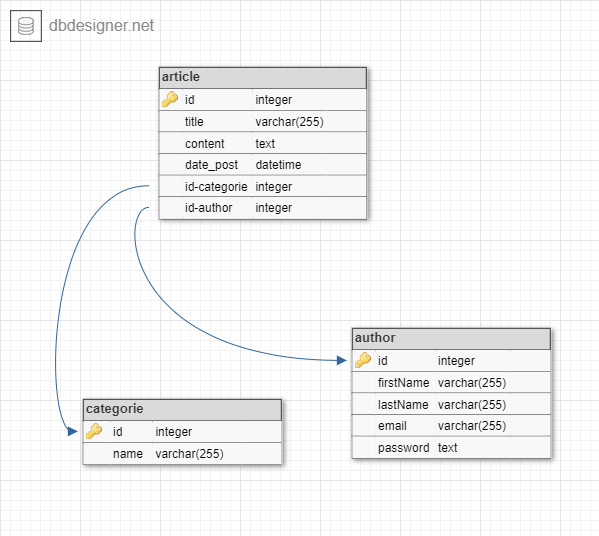 dbdesigner.net
article
id integer
title varchar(255)
content text
date_post datetime
id-categorie integer
id-author integer
author
id integer
firstName varchar(255)
lastName varchar(255)
email varchar(255)
password text
categorie
id integer
name varchar(255)